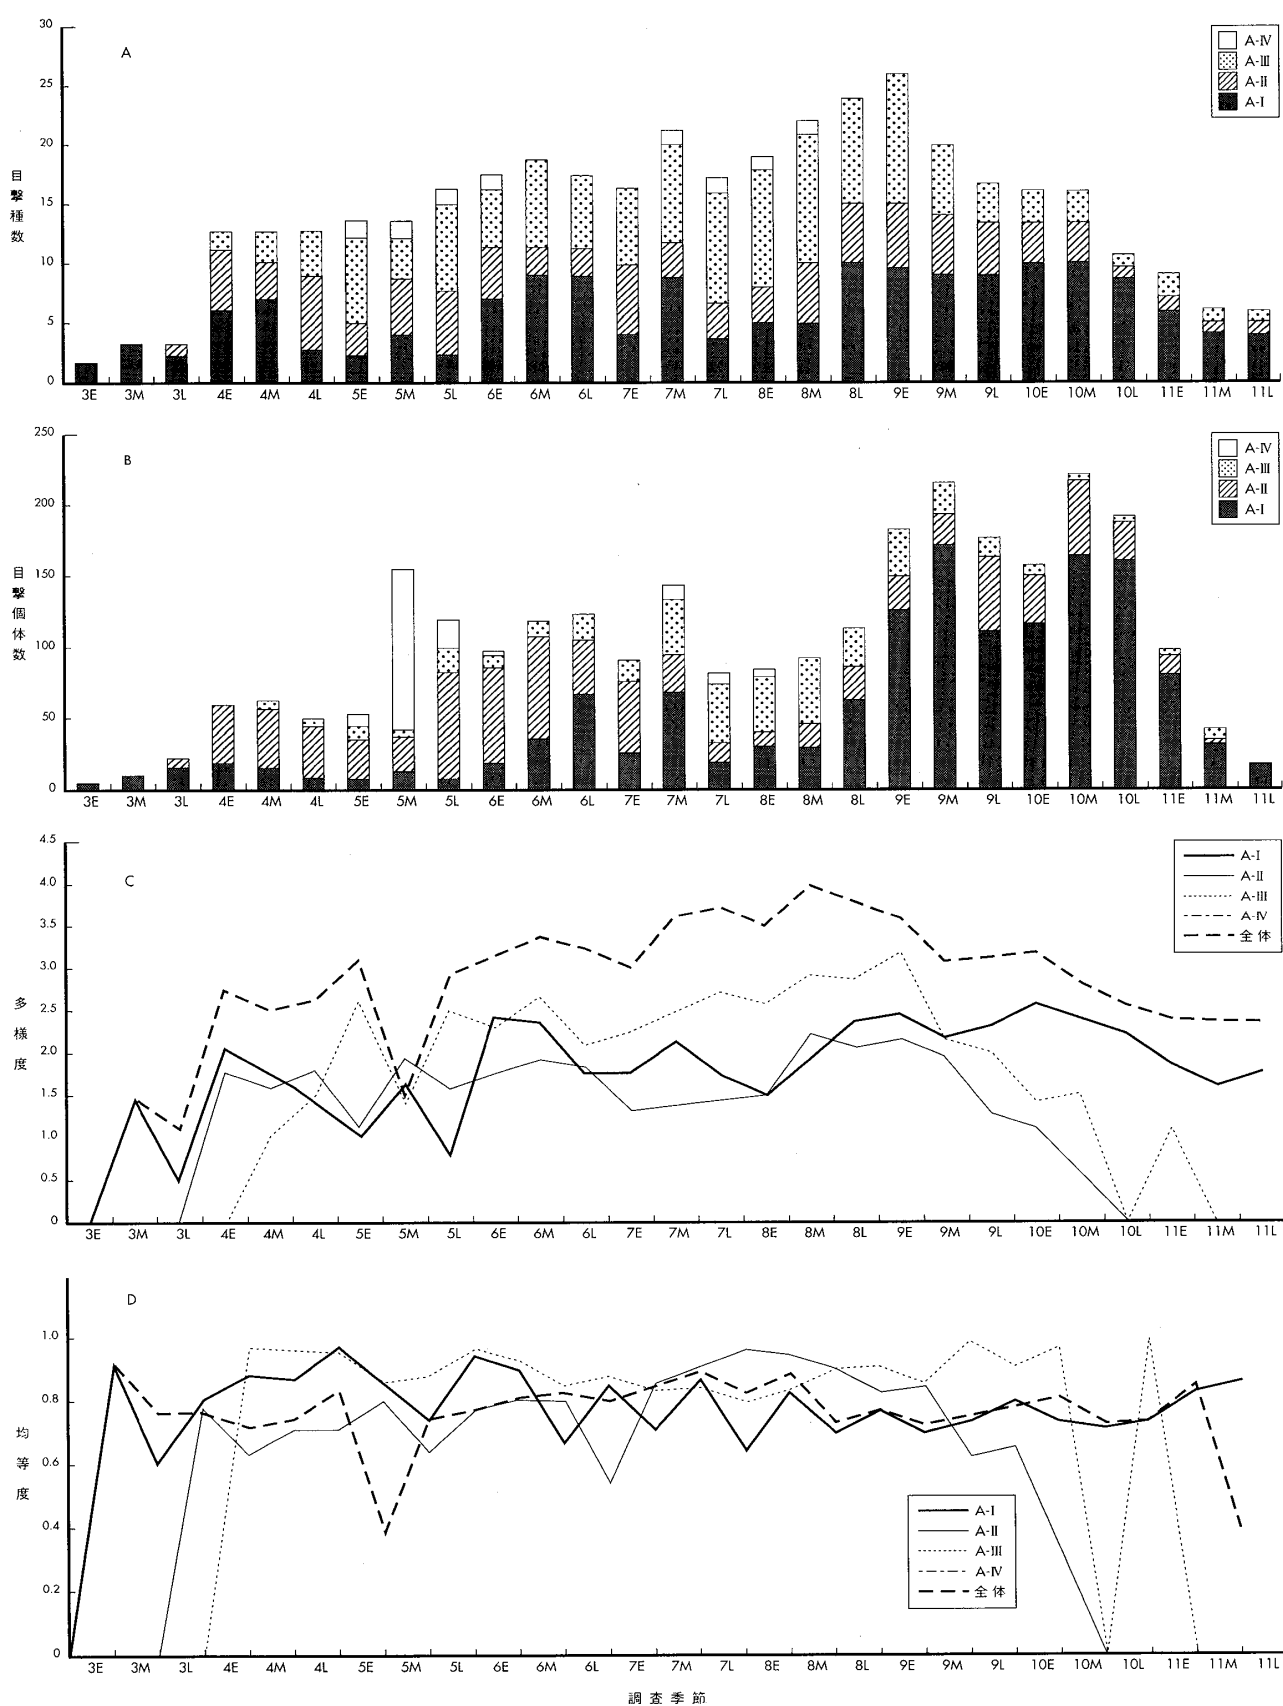 A
30
25
20
15
10
5
0
目撃種数
A-Ⅳ
A-Ⅲ
A-Ⅱ
A-Ⅰ
3E 3M 3L 4E 4M 4L 5E 5M 5L 6E 6M 6L 7E 7M 7L 8E 8M 8L 9E 9M 9L 10E 10M 10L 11E 11M 11L
B
250
200
150
100
50
0
目撃個体数
A-Ⅳ
A-Ⅲ
A-Ⅱ
A-Ⅰ
3E 3M 3L 4E 4M 4L 5E 5M 5L 6E 6M 6L 7E 7M 7L 8E 8M 8L 9E 9M 9L 10E 10M 10L 11E 11M 11L
C
4.5
4.0
3.5
3.0
2.5
2.0
1.5
1.0
0.5
0
多様度
A-Ⅰ
A-Ⅱ
A-Ⅲ
A-Ⅳ
全体
3E 3M 3L 4E 4M 4L 5E 5M 5L 6E 6M 6L 7E 7M 7L 8E 8M 8L 9E 9M 9L 10E 10M 10L 11E 11M 11L
D
1.0
0.8
0.6
0.4
0.2
0
均等度
A-Ⅰ
A-Ⅱ
A-Ⅲ
A-Ⅳ
全体
3E 3M 3L 4E 4M 4L 5E 5M 5L 6E 6M 6L 7E 7M 7L 8E 8M 8L 9E 9M 9L 10E 10M 10L 11E 11M 11L
調査季節